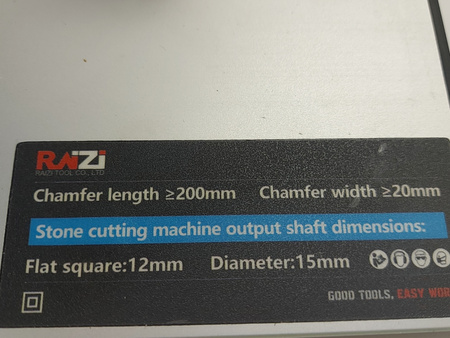 RAIZI
RAIZI TOOL CO., LTD
Chamfer length ≥200mm Chamfer width ≥20mm
Stone cutting machine output shaft dimensions:
Flat square:12mm Diameter:15mm
GOOD TOOLS, EASY WOR